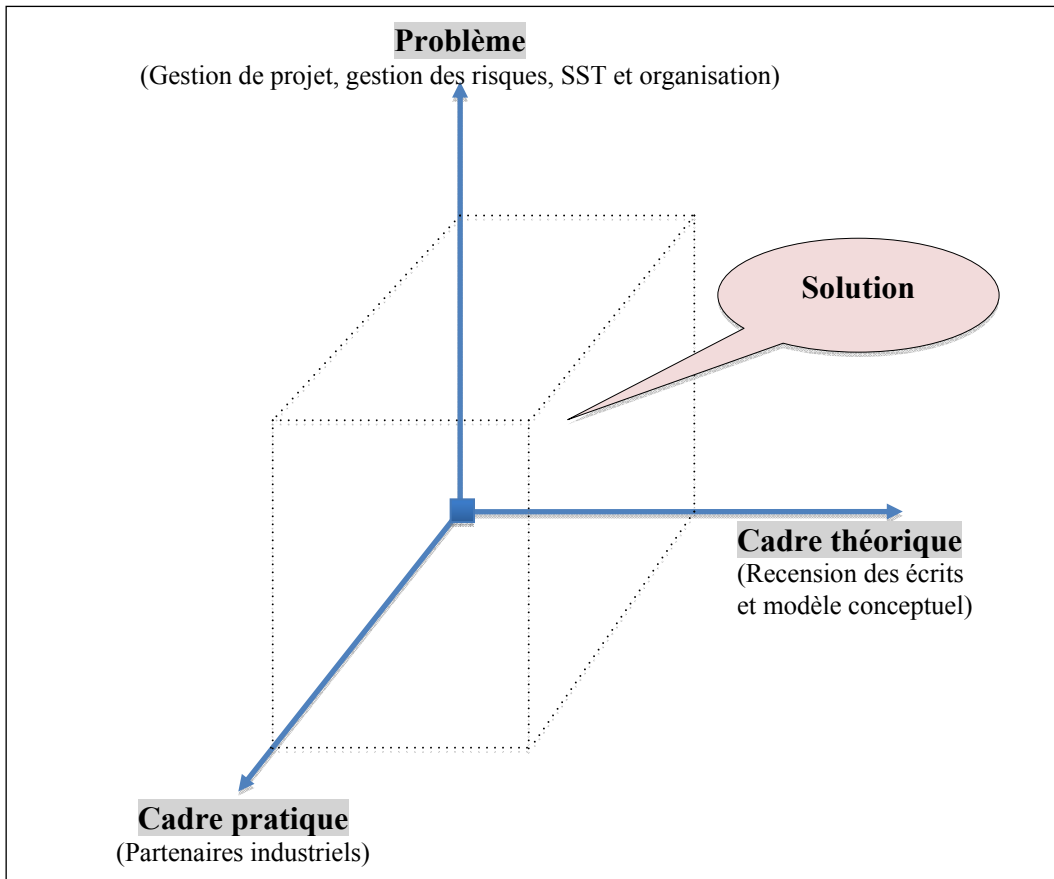 Problème
(Gestion de projet, gestion des risques, SST et organisation)
Solution
Cadre théorique
(Recension des écrits
et modèle conceptuel)
Cadre pratique
(Partenaires industriels)